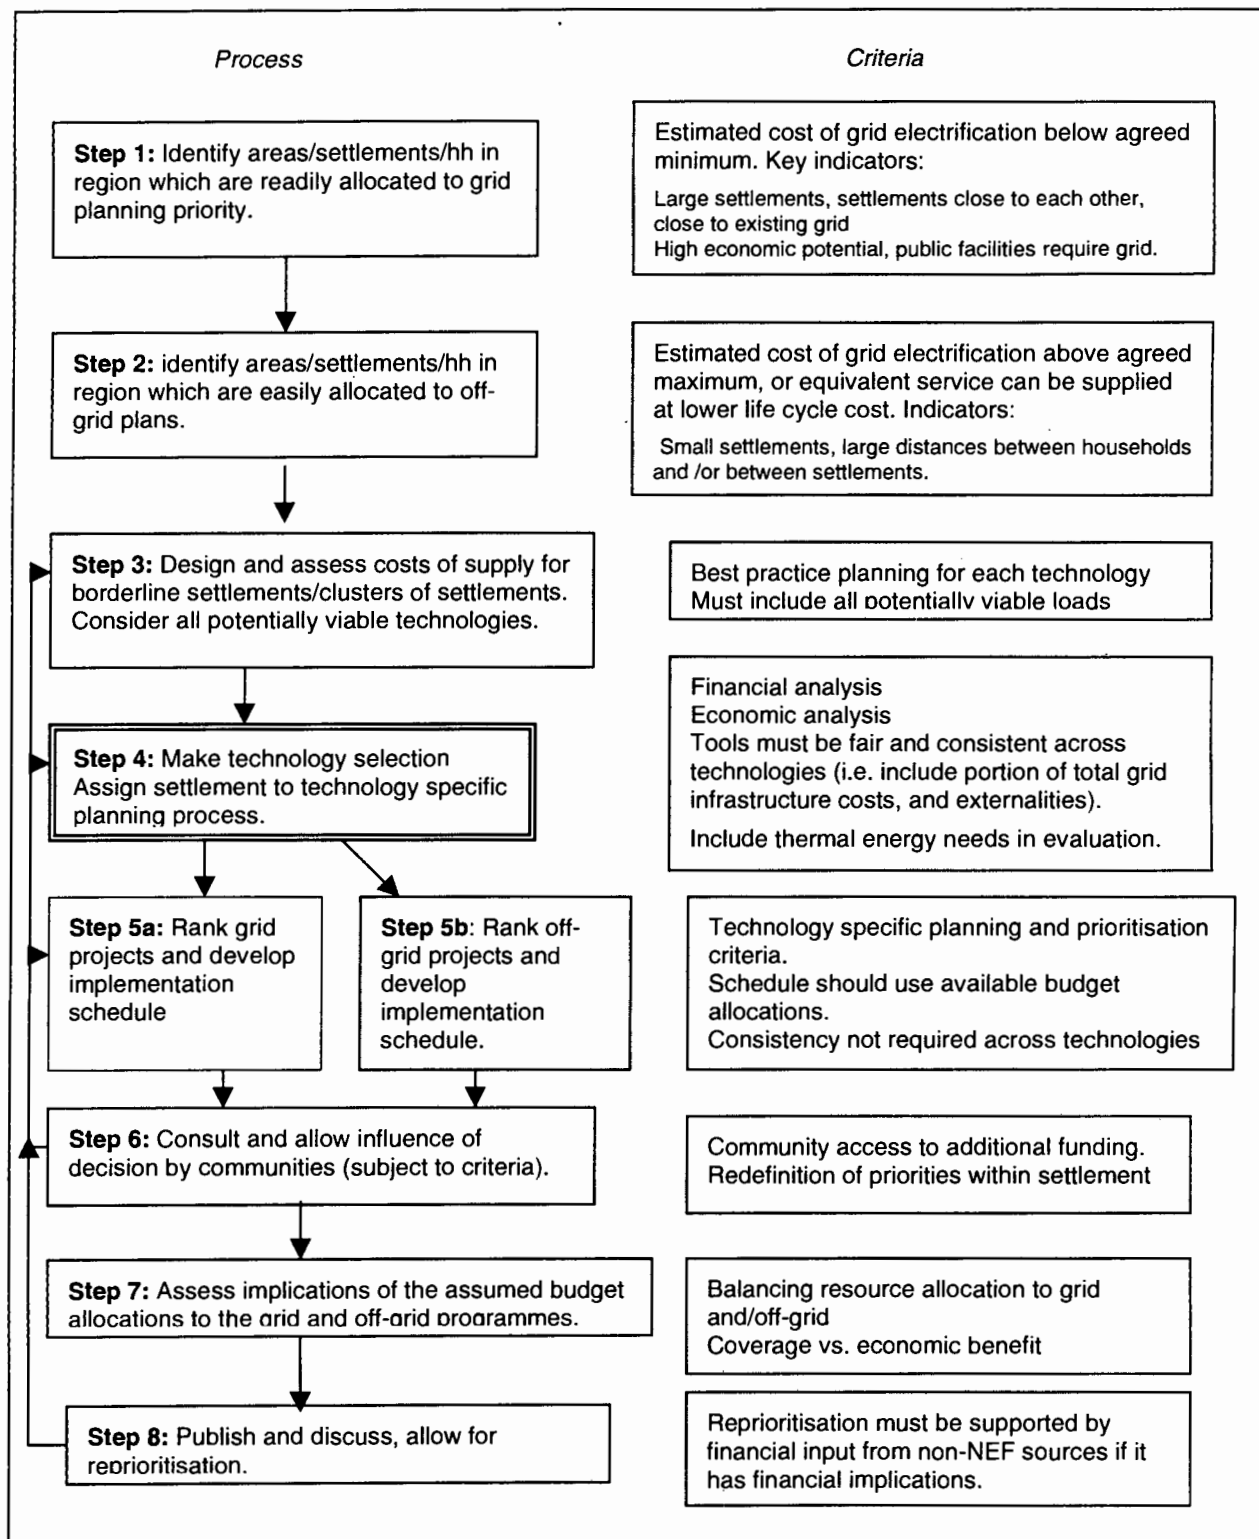 Process
Criteria
Step 1: Identify areas/settlements/hh in
region which are readily allocated to grid
planning priority.
Estimated cost of grid electrification below agreed
minimum. Key indicators:
Large settlements, settlements close to each other,
close to existing grid
High economic potential, public facilities require grid.
Step 2: identify areas/settlements/hh in
region which are easily allocated to off-
grid plans.
Estimated cost of grid electrification above agreed
maximum, or equivalent service can be supplied
at lower life cycle cost. Indicators:
Small settlements, large distances between households
and /or between settlements.
Step 3: Design and assess costs of supply for
borderline settlements/clusters of settlements.
Consider all potentially viable technologies.
Best practice planning for each technology
Must include all potentially viable loads
Step 4: Make technology selection
Assign settlement to technology specific
planning process.
Financial analysis
Economic analysis
Tools must be fair and consistent across
technologies (i.e. include portion of total grid
infrastructure costs, and externalities).
Include thermal energy needs in evaluation.
Step 5a: Rank grid
projects and develop
implementation
schedule
Step 5b: Rank off-
grid projects and
develop
implementation
schedule.
Technology specific planning and prioritisation
criteria.
Schedule should use available budget
allocations.
Consistency not required across technologies
Step 6: Consult and allow influence of
decision by communities (subject to criteria).
Community access to additional funding.
Redefinition of priorities within settlement
Step 7: Assess implications of the assumed budget
allocations to the grid and off-grid programmes.
Balancing resource allocation to grid
and/off-grid
Coverage vs. economic benefit
Step 8: Publish and discuss, allow for
reprioritisation.
Reprioritisation must be supported by
financial input from non-NEF sources if it
has financial implications.